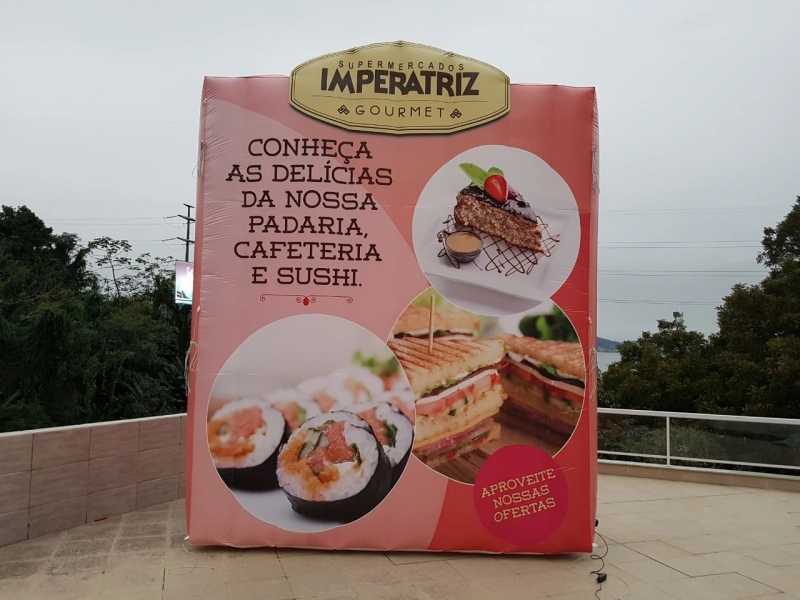 SUPERMERCADOS
IMPERATRIZ
GOURMET
CONHEÇA
AS DELÍCIAS
DA NOSSA
PADARIA,
CAFETERIA
E SUSHI.
APROVEITE
NOSSAS
OFERTAS